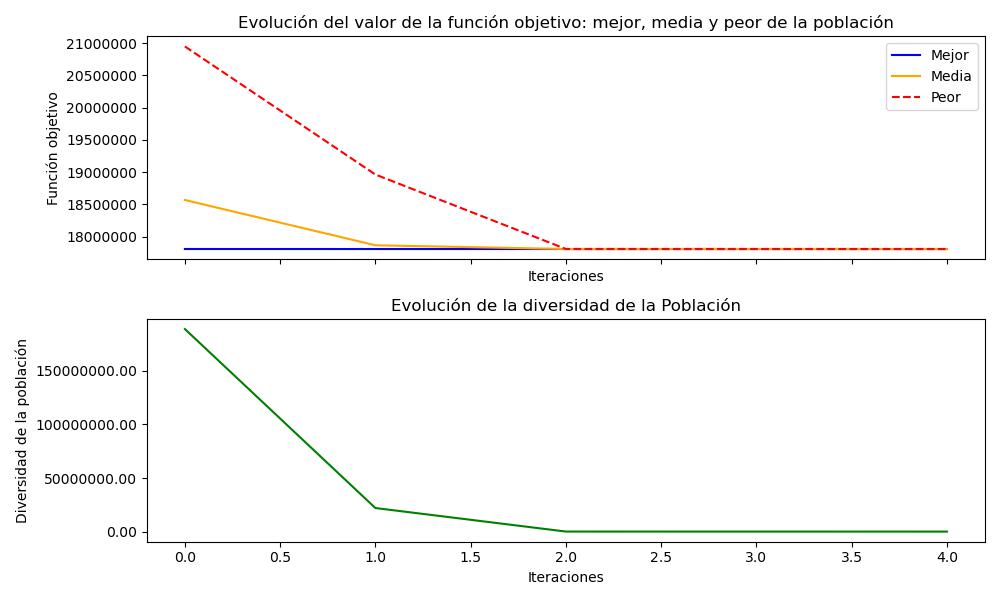 Evolución del valor de la función objetivo: mejor, media y peor de la población
21000000
20500000
20000000
19500000
19000000
18500000
18000000
Función objetivo
Mejor
Media
Peor
Iteraciones
Evolución de la diversidad de la Población
150000000.00
100000000.00
50000000.00
0.00
Diversidad de la población
0.0 0.5 1.0 1.5 2.0 2.5 3.0 3.5 4.0
Iteraciones